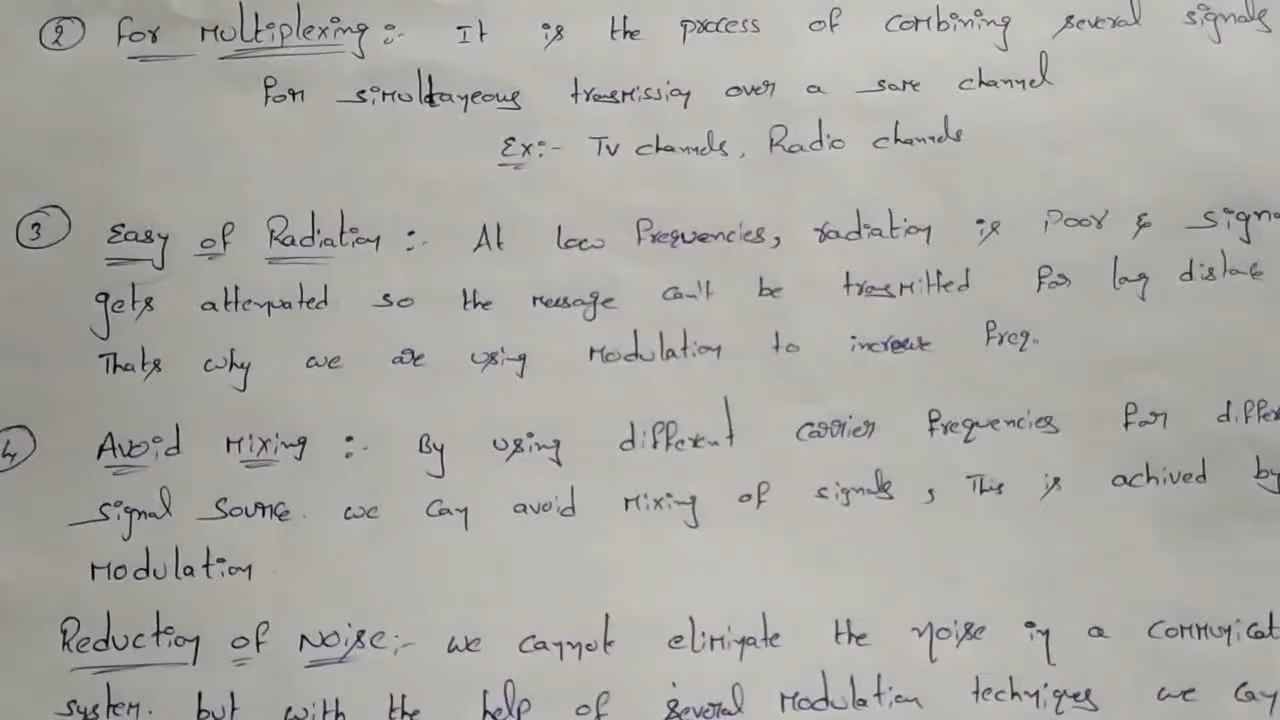 ② For Multiplexing :- It is the process of combining several signals
for simultaneous transmission over a same channel
Ex:- TV channels, Radio channels
③ Easy of Radiation :- At low frequencies, radiation is poor & Sign
gets attenuated so the message can't be transmitted for long distance
Thats why we are using Modulation to increase freq.
4 Avoid Mixing :- By using different carrier frequencies for differ
signal source. we can avoid mixing of signals, This is achived by
Modulation
Reduction of Noise:- we cannot eliminate the noise in a communicat
system. but with the help of several modulation techniqes we can